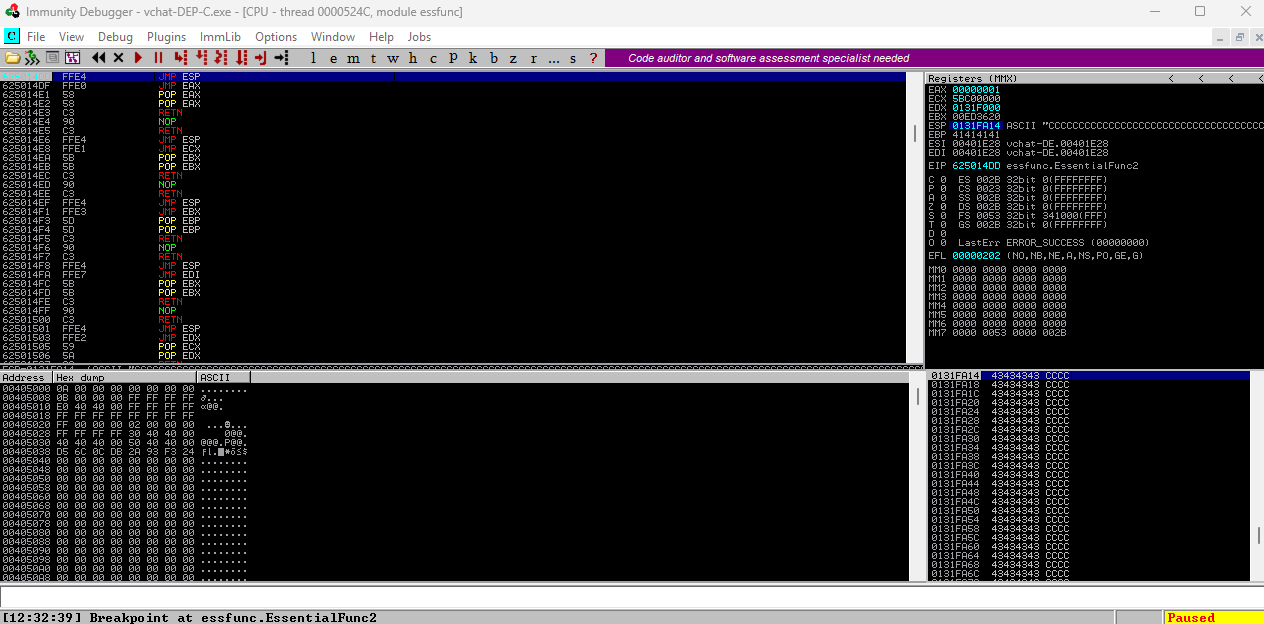 Immunity Debugger - vchat-DEP-C.exe - [CPU - thread 0000524C, module essfunc]
C File View Debug Plugins ImmLib Options Window Help Jobs
l e m t w h c p k b z r ... s ? Code auditor and software assessment specialist needed
FFE4 JMP ESP
625014DF FFE0 JMP EAX
625014E1 58 POP EAX
625014E2 58 POP EAX
625014E3 C3 RETN
625014E4 90 NOP
625014E5 C3 RETN
625014E6 FFE4 JMP ESP
625014E8 FFE1 JMP ECX
625014EA 5B POP EBX
625014EB 5B POP EBX
625014EC C3 RETN
625014ED 90 NOP
625014EE C3 RETN
625014EF FFE4 JMP ESP
625014F1 FFE3 JMP EBX
625014F3 5D POP EBP
625014F4 5D POP EBP
625014F5 C3 RETN
625014F6 90 NOP
625014F7 C3 RETN
625014F8 FFE4 JMP ESP
625014FA FFE7 JMP EDI
625014FC 5B POP EBX
625014FD 5B POP EBX
625014FE C3 RETN
625014FF 90 NOP
62501500 C3 RETN
62501501 FFE4 JMP ESP
62501503 FFE2 JMP EDX
62501505 59 POP ECX
62501506 5A POP EDX
Registers (MMX) < < < <
EAX 00000001
ECX 5BC00000
EDX 0131F000
EBX 00ED3620
ESP 0131FA14 ASCII "CCCCCCCCCCCCCCCCCCCCCCCCCCCCCCCCCCCC
EBP 41414141
ESI 00401E28 vchat-DE.00401E28
EDI 00401E28 vchat-DE.00401E28
EIP 625014DD essfunc.EssentialFunc2
C 0 ES 002B 32bit 0(FFFFFFFF)
P 0 CS 0023 32bit 0(FFFFFFFF)
A 0 SS 002B 32bit 0(FFFFFFFF)
Z 0 DS 002B 32bit 0(FFFFFFFF)
S 0 FS 0053 32bit 341000(FFF)
T 0 GS 002B 32bit 0(FFFFFFFF)
D 0
O 0 LastErr ERROR_SUCCESS (00000000)
EFL 00000202 (NO,NB,NE,A,NS,PO,GE,G)
MM0 0000 0000 0000 0000
MM1 0000 0000 0000 0000
MM2 0000 0000 0000 0000
MM3 0000 0000 0000 0000
MM4 0000 0000 0000 0000
MM5 0000 0000 0000 0000
MM6 0000 0000 0000 0000
MM7 0000 0053 0000 002B
Address Hex dump ASCII
00405000 0A 00 00 00 00 00 00 00 ........
00405008 0B 00 00 00 FF FF FF FF
00405010 E0 40 40 00 FF FF FF FF
00405018 FF FF FF FF FF FF FF FF
00405020 FF 00 00 00 02 00 00 00
00405028 FF FF FF FF 30 40 40 00 0@@.
00405030 40 40 40 00 50 40 40 00 @@@.P@@.
00405038 D5 6C 0C DB 2A 93 F3 24
00405040 00 00 00 00 00 00 00 00 ........
00405048 00 00 00 00 00 00 00 00 ........
00405050 00 00 00 00 00 00 00 00 ........
00405058 00 00 00 00 00 00 00 00 ........
00405060 00 00 00 00 00 00 00 00 ........
00405068 00 00 00 00 00 00 00 00 ........
00405070 00 00 00 00 00 00 00 00 ........
00405078 00 00 00 00 00 00 00 00 ........
00405080 00 00 00 00 00 00 00 00 ........
00405088 00 00 00 00 00 00 00 00 ........
00405090 00 00 00 00 00 00 00 00 ........
00405098 00 00 00 00 00 00 00 00 ........
004050A0 00 00 00 00 00 00 00 00 ........
004050A8 00 00 00 00 00 00 00 00 ........
0131FA14 43434343 CCCC
0131FA18 43434343 CCCC
0131FA1C 43434343 CCCC
0131FA20 43434343 CCCC
0131FA24 43434343 CCCC
0131FA28 43434343 CCCC
0131FA2C 43434343 CCCC
0131FA30 43434343 CCCC
0131FA34 43434343 CCCC
0131FA38 43434343 CCCC
0131FA3C 43434343 CCCC
0131FA40 43434343 CCCC
0131FA44 43434343 CCCC
0131FA48 43434343 CCCC
0131FA4C 43434343 CCCC
0131FA50 43434343 CCCC
0131FA54 43434343 CCCC
0131FA58 43434343 CCCC
0131FA5C 43434343 CCCC
0131FA60 43434343 CCCC
0131FA64 43434343 CCCC
0131FA68 43434343 CCCC
0131FA6C 43434343 CCCC
[12:32:39] Breakpoint at essfunc.EssentialFunc2
Paused